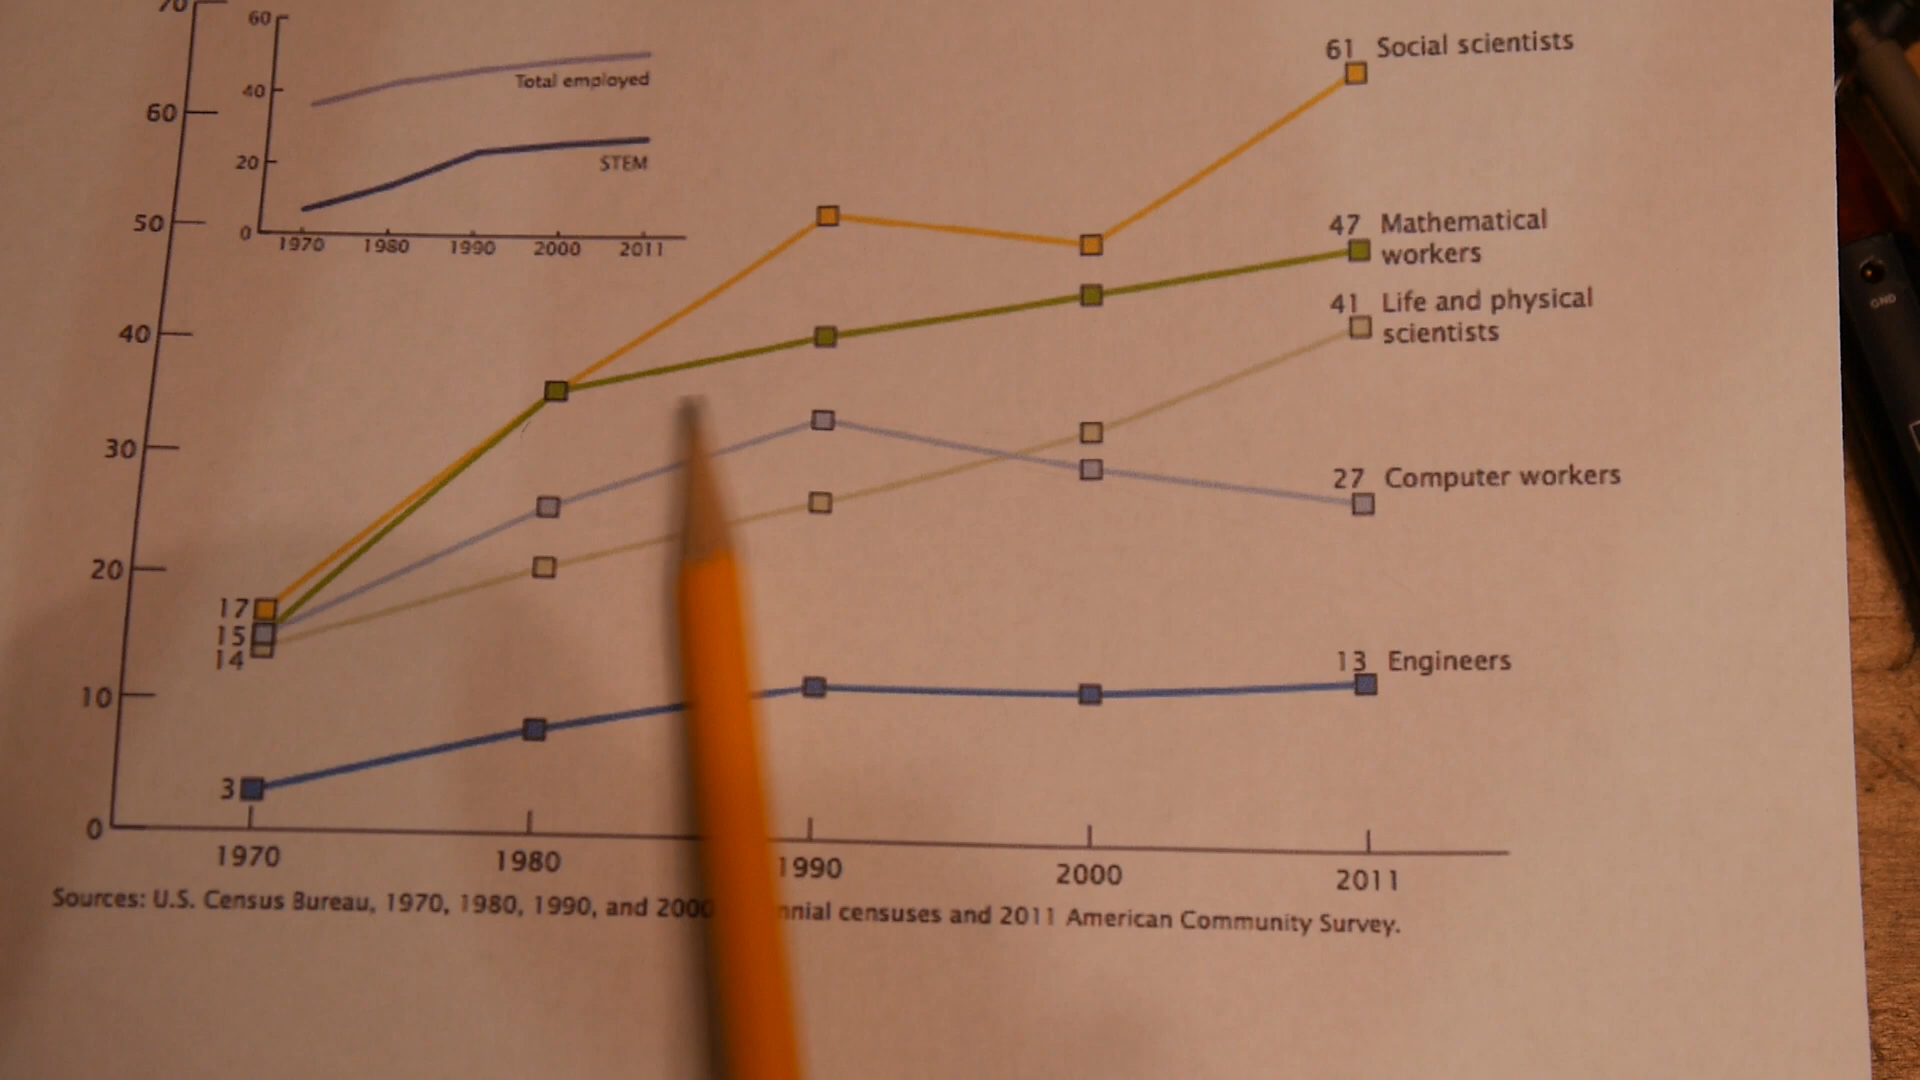 70
60
50
40
30
20
10
0
60
40
20
0
Total employed
STEM
1970 1980 1990 2000 2011
61 Social scientists
47 Mathematical
workers
41 Life and physical
scientists
27 Computer workers
13 Engineers
17
15
14
3
1970 1980 1990 2000 2011
Sources: U.S. Census Bureau, 1970, 1980, 1990, and 2000 nnial censuses and 2011 American Community Survey.
GND